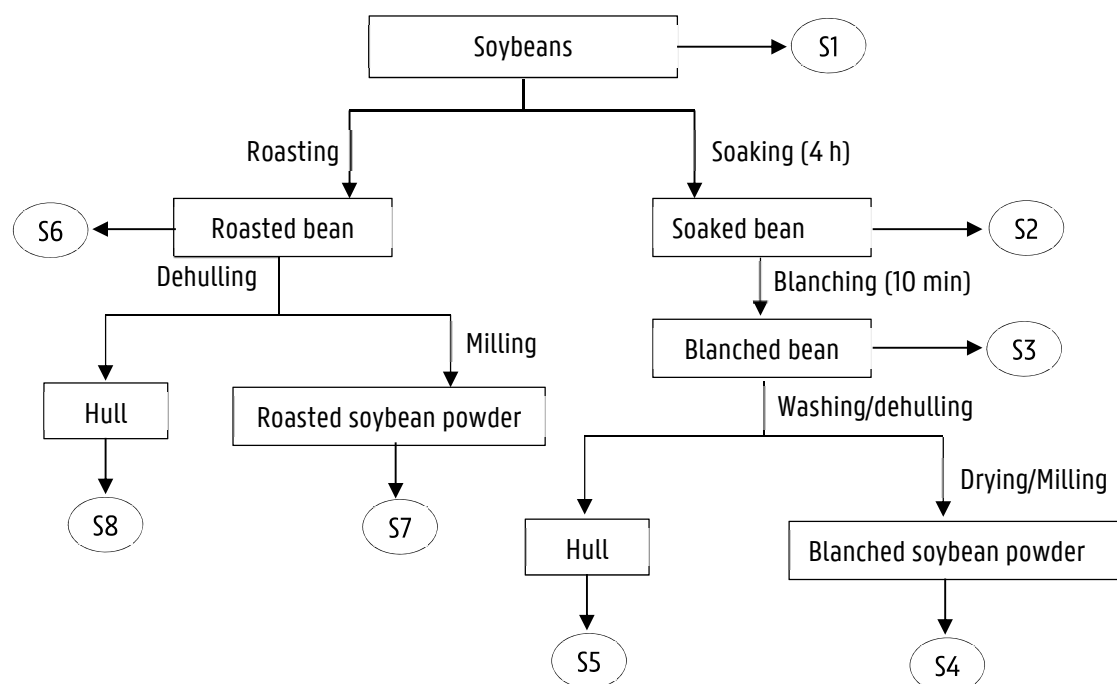 Soybeans
S1
Roasting
Soaking (4 h)
S6
Roasted bean
Soaked bean
S2
Dehulling
Blanching (10 min)
Milling
Blanched bean
S3
Hull
Roasted soybean powder
Washing/dehulling
Drying/Milling
S8
S7
Hull
Blanched soybean powder
S5
S4